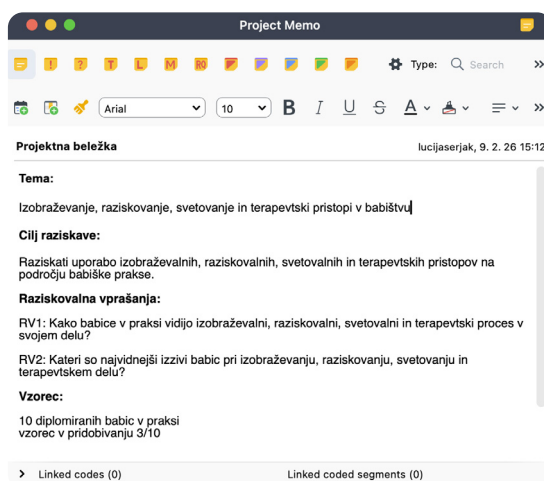 Project Memo
! ? T L M RQ Type: Search »
Arial 10 B I U S A »
Projektna beležka lucijaserjak, 9. 2. 26 15:12
Tema:
Izobraževanje, raziskovanje, svetovanje in terapevtski pristopi v babištvu
Cilj raziskave:
Raziskati uporabo izobraževalnih, raziskovalnih, svetovalnih in terapevtskih pristopov na
področju babiške prakse.
Raziskovalna vprašanja:
RV1: Kako babice v praksi vidijo izobraževalni, raziskovalni, svetovalni in terapevtski proces v
svojem delu?
RV2: Kateri so najvidnejši izzivi babic pri izobraževanju, raziskovanju, svetovanju in
terapevtskem delu?
Vzorec:
10 diplomiranih babic v praksi
vzorec v pridobivanju 3/10
Linked codes (0) Linked coded segments (0)